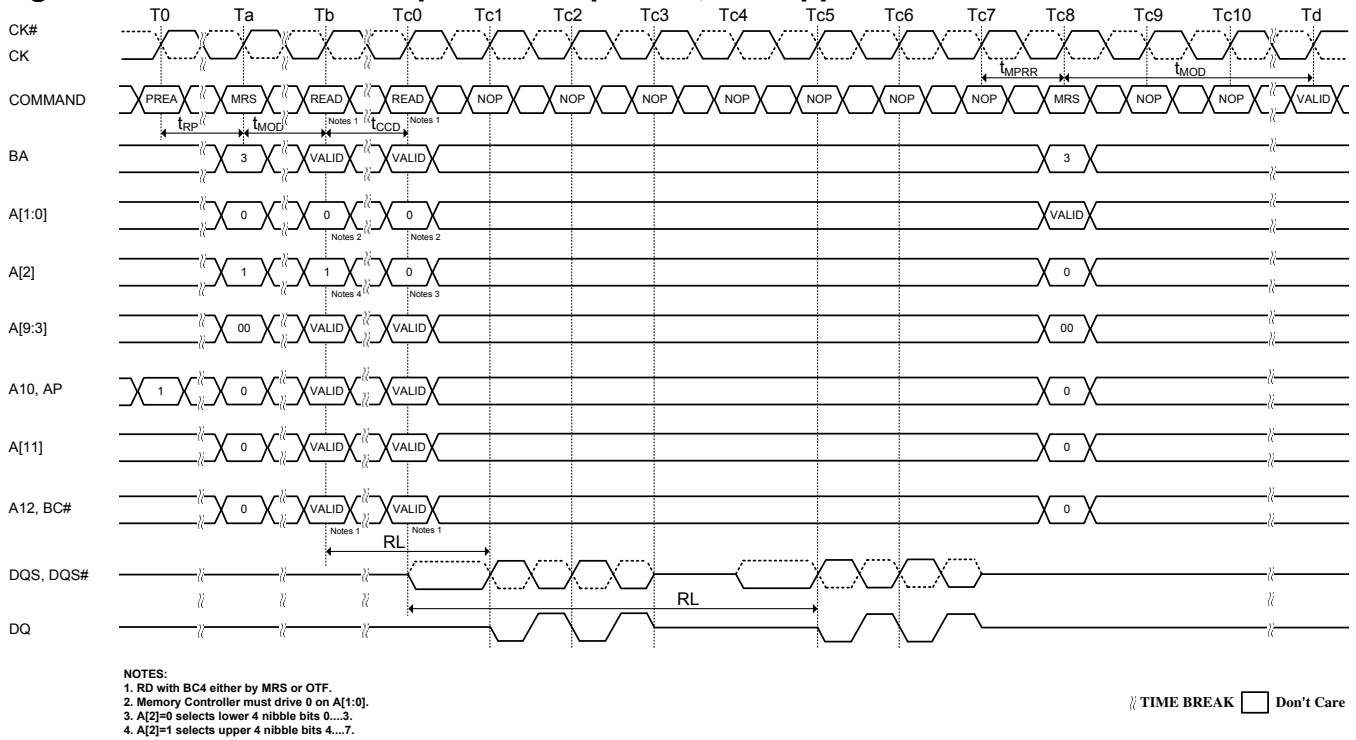 T0 Ta Tb Tc0 Tc1 Tc2 Tc3 Tc4 Tc5 Tc6 Tc7 Tc8 Tc9 Tc10 Td
CK#
CK
tMPRR tMOD
COMMAND PREA MRS READ READ NOP NOP NOP NOP NOP NOP NOP MRS NOP NOP VALID
Notes 1 Notes 1
tRP tMOD tCCD
BA 3 VALID VALID 3
A[1:0] 0 0 0 VALID
Notes 2 Notes 2
A[2] 1 1 0 0
Notes 4 Notes 3
A[9:3] 00 VALID VALID 00
A10, AP 1 0 VALID VALID 0
A[11] 0 VALID VALID 0
A12, BC# 0 VALID VALID 0
Notes 1 Notes 1
RL
DQS, DQS#
RL
DQ
NOTES:
1. RD with BC4 either by MRS or OTF.
2. Memory Controller must drive 0 on A[1:0].
3. A[2]=0 selects lower 4 nibble bits 0....3.
4. A[2]=1 selects upper 4 nibble bits 4....7.
TIME BREAK Don't Care